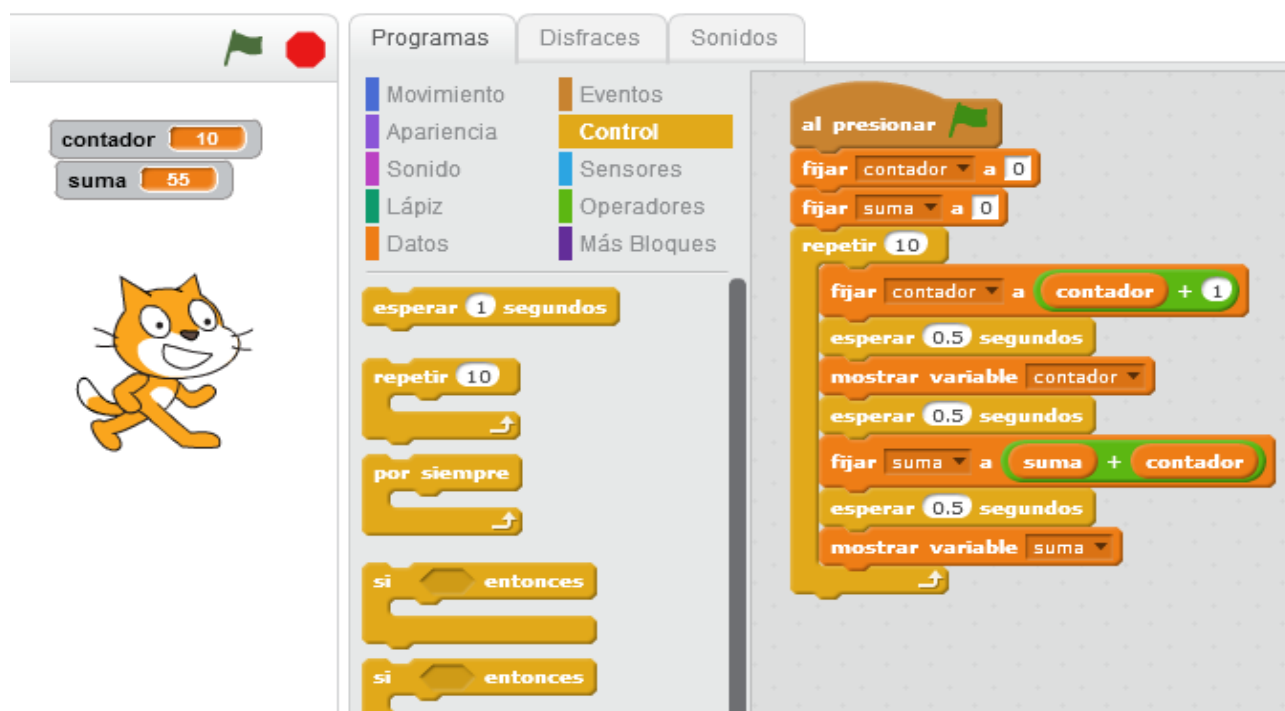 Programas Disfraces Sonidos
contador 10
suma 55
Movimiento Eventos
Apariencia Control
Sonido Sensores
Lápiz Operadores
Datos Más Bloques
esperar 1 segundos
repetir 10
por siempre
si entonces
si entonces
al presionar
fijar contador a 0
fijar suma a 0
repetir 10
fijar contador a contador + 1
esperar 0.5 segundos
mostrar variable contador
esperar 0.5 segundos
fijar suma a suma + contador
esperar 0.5 segundos
mostrar variable suma